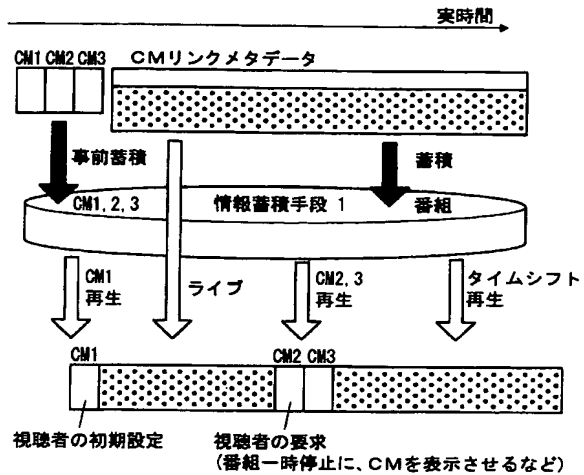 実時間
CM1 CM2 CM3
CMリンクメタデータ
事前蓄積
蓄積
CM1,2,3
情報蓄積手段 1
番組
CM1
再生
ライブ
CM2,3
再生
タイムシフト
再生
CM1
CM2 CM3
視聴者の初期設定
視聴者の要求
(番組一時停止に、CMを表示させるなど)